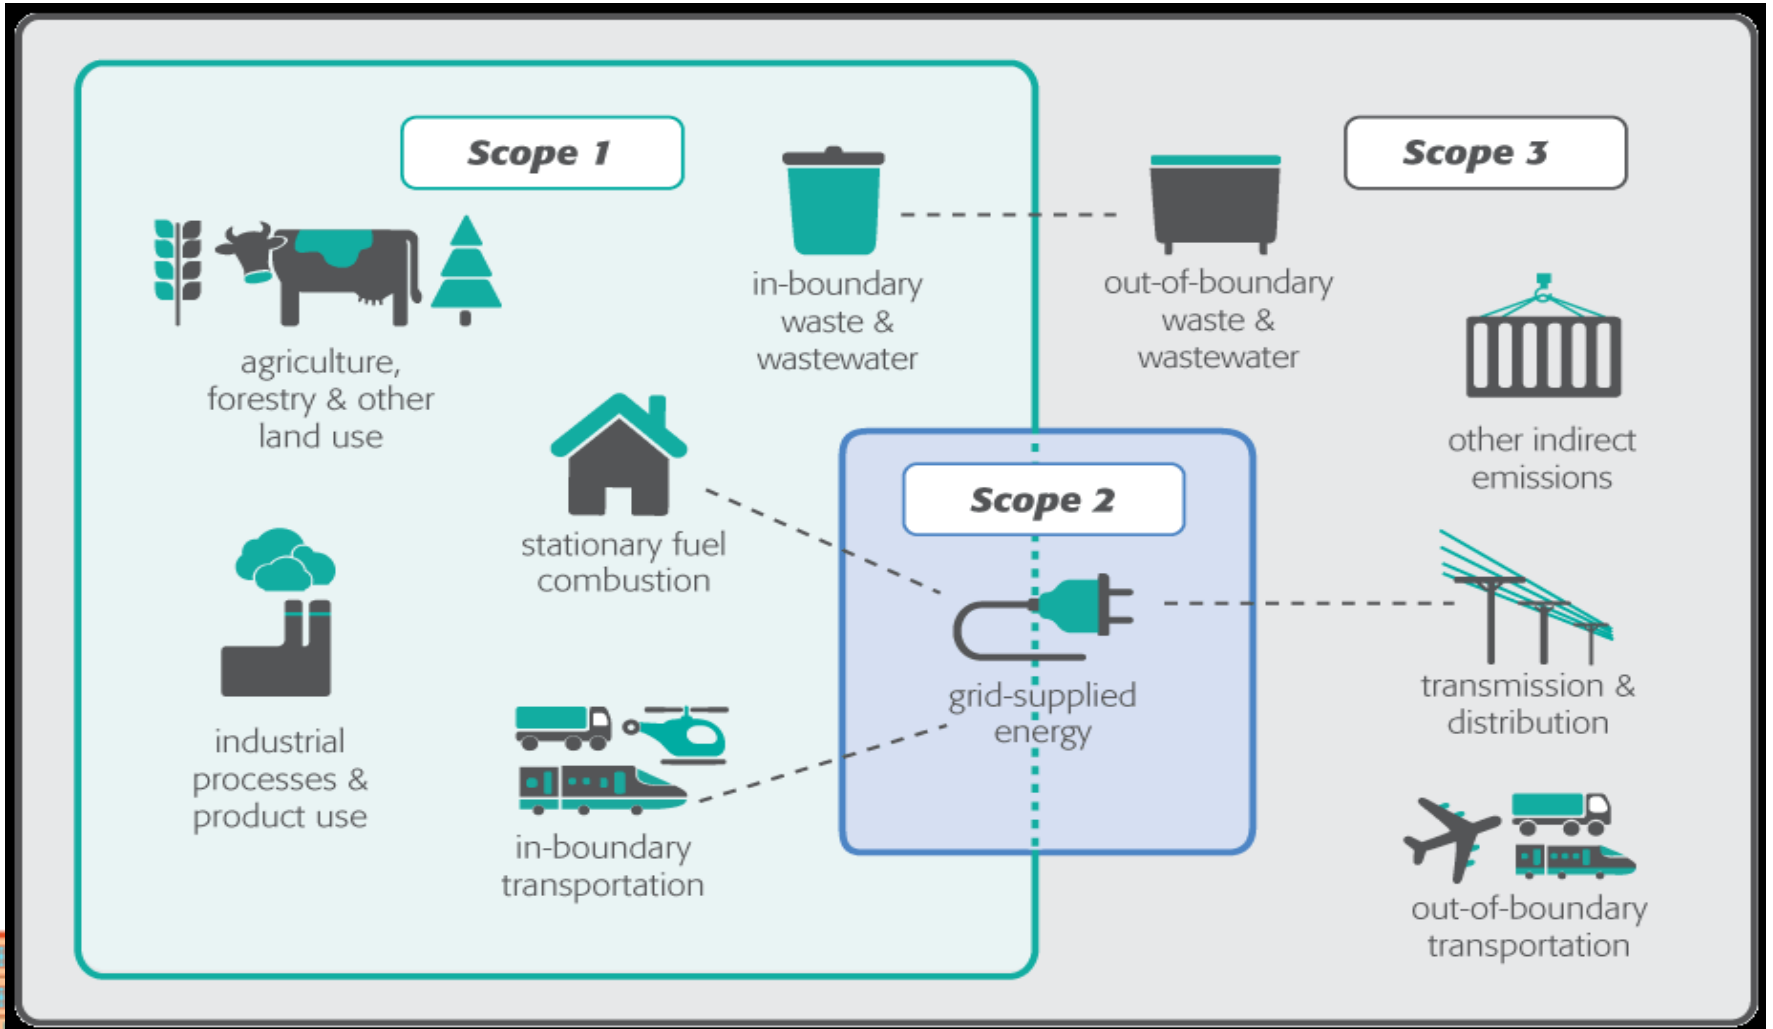 Scope 1
Scope 3
in-boundary
waste &
wastewater
out-of-boundary
waste &
wastewater
agriculture,
forestry & other
land use
other indirect
emissions
Scope 2
stationary fuel
combustion
grid-supplied
energy
transmission &
distribution
industrial
processes &
product use
in-boundary
transportation
out-of-boundary
transportation